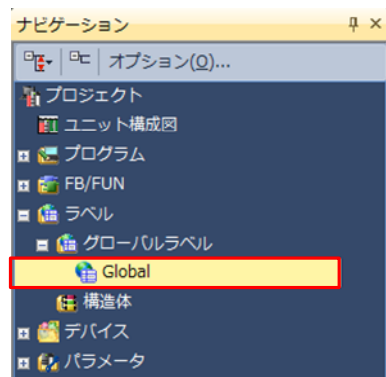 ナビゲーション
オプション(O)...
プロジェクト
ユニット構成図
プログラム
FB/FUN
ラベル
グローバルラベル
Global
構造体
デバイス
パラメータ